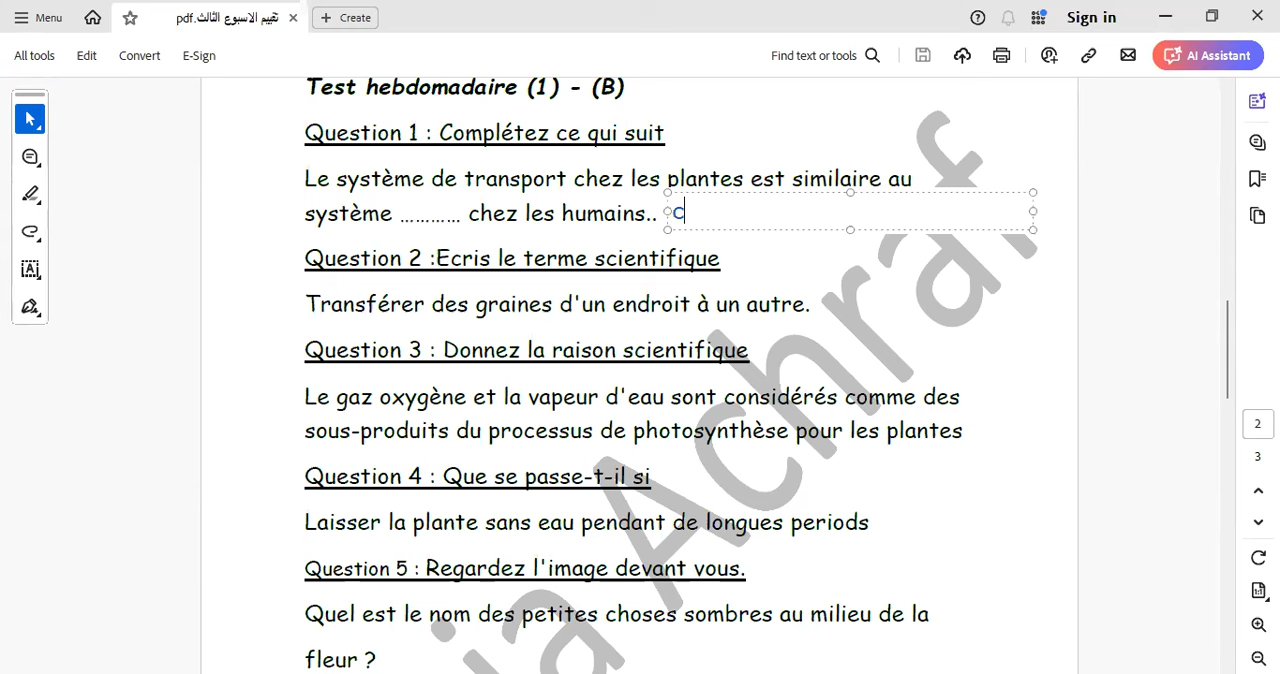 Menu
تقييم الاسبوع الثالث.pdf
Create
Sign in
All tools
Edit
Convert
E-Sign
Find text or tools
AI Assistant
Test hebdomadaire (1) - (B)
Question 1 : Complétez ce qui suit
Le système de transport chez les plantes est similaire au
système ………… chez les humains.. c
Question 2 :Ecris le terme scientifique
Transférer des graines d'un endroit à un autre.
Question 3 : Donnez la raison scientifique
Le gaz oxygène et la vapeur d'eau sont considérés comme des
sous-produits du processus de photosynthèse pour les plantes
Question 4 : Que se passe-t-il si
Laisser la plante sans eau pendant de longues periods
Question 5 : Regardez l'image devant vous.
Quel est le nom des petites choses sombres au milieu de la
fleur ?
2
3
Achraf